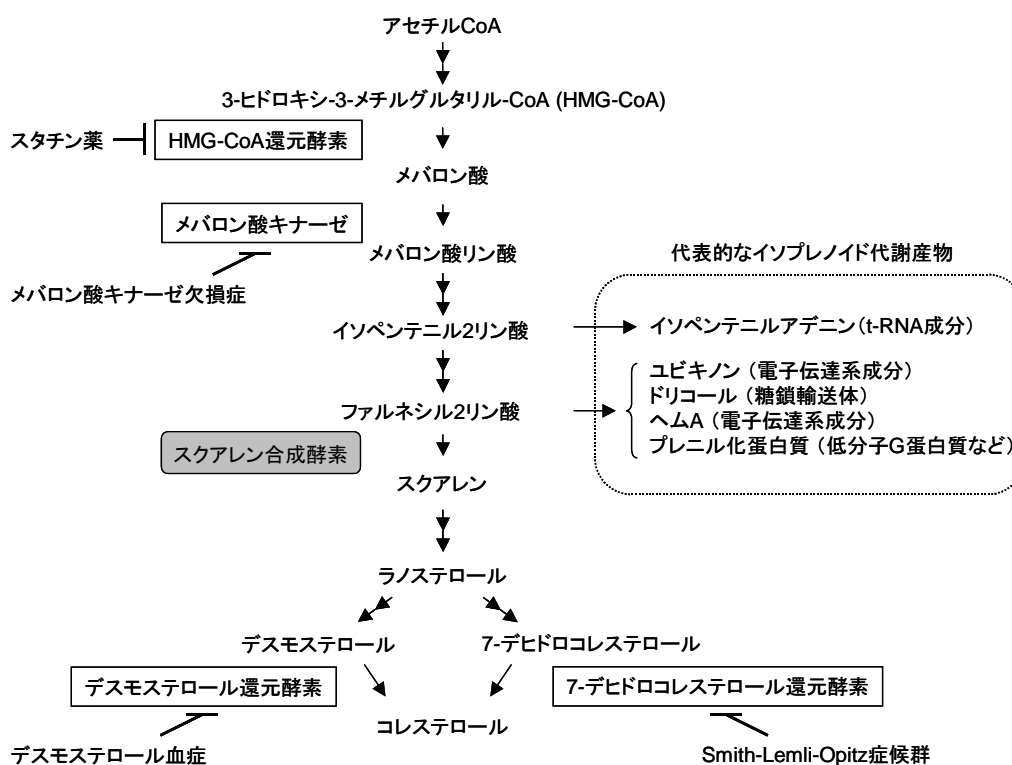 アセチルCoA
3-ヒドロキシ-3-メチルグルタリル-CoA (HMG-CoA)
スタチン薬
HMG-CoA還元酵素
メバロン酸
メバロン酸キナーゼ
メバロン酸リン酸
代表的なイソプレノイド代謝産物
メバロン酸キナーゼ欠損症
イソペンテニル2リン酸
イソペンテニルアデニン(t-RNA成分)
ユビキノン (電子伝達系成分)
ドリコール (糖鎖輸送体)
ファルネシル2リン酸
ヘムA (電子伝達系成分)
プレニル化蛋白質 (低分子G蛋白質など)
スクアレン合成酵素
スクアレン
ラノステロール
デスモステロール
7-デヒドロコレステロール
デスモステロール還元酵素
7-デヒドロコレステロール還元酵素
コレステロール
デスモステロール血症
Smith-Lemli-Opitz症候群